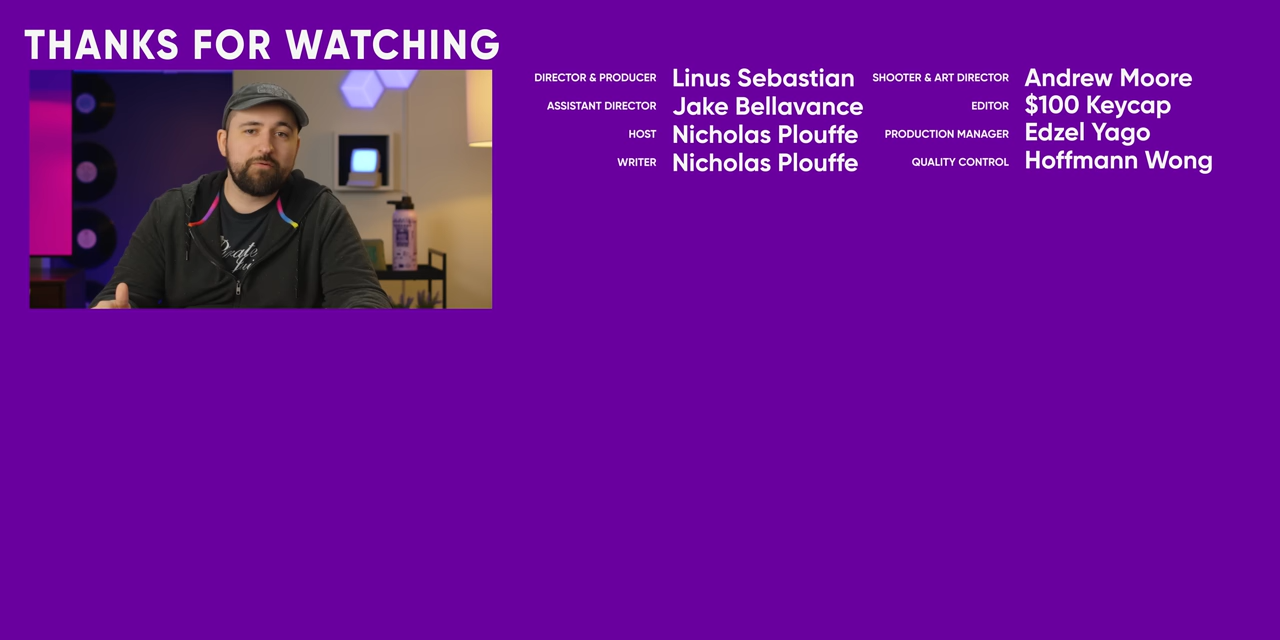 THANKS FOR WATCHING
DIRECTOR & PRODUCER Linus Sebastian
ASSISTANT DIRECTOR Jake Bellavance
HOST Nicholas Plouffe
WRITER Nicholas Plouffe
SHOOTER & ART DIRECTOR Andrew Moore
EDITOR $100 Keycap
PRODUCTION MANAGER Edzel Yago
QUALITY CONTROL Hoffmann Wong